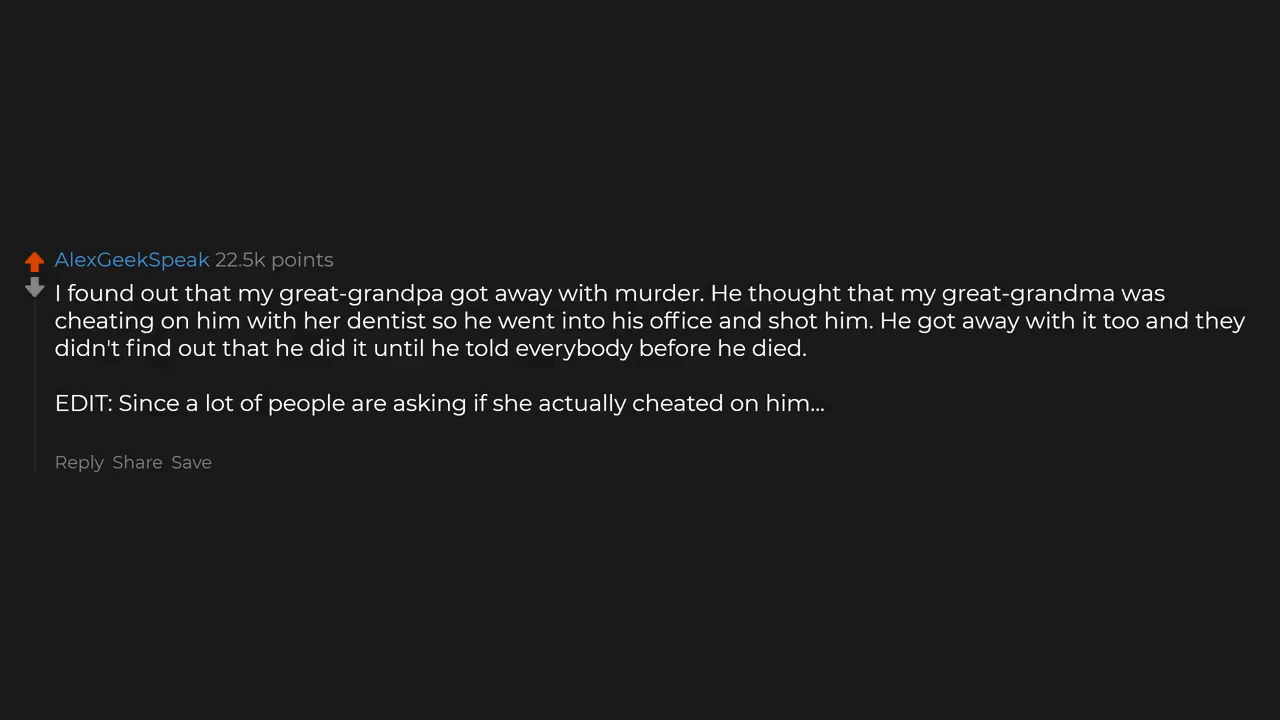 AlexGeekSpeak 22.5k points
I found out that my great-grandpa got away with murder. He thought that my great-grandma was
cheating on him with her dentist so he went into his office and shot him. He got away with it too and they
didn't find out that he did it until he told everybody before he died.
EDIT: Since a lot of people are asking if she actually cheated on him...
Reply Share Save